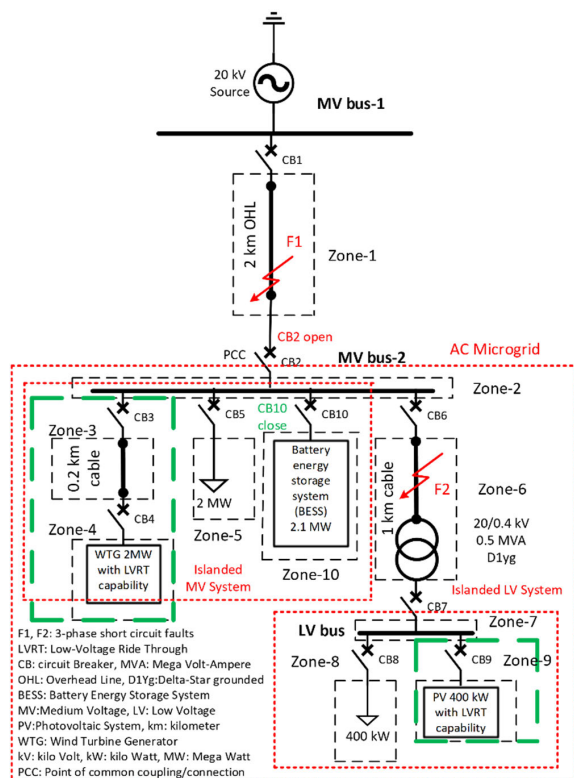 20 kV
Source
MV bus-1
CB1
2 km OHL
F1
Zone-1
CB2 open
PCC
CB2
MV bus-2
AC Microgrid
Zone-2
CB3
CB5
CB10
close
CB10
CB6
Zone-3
0.2 km
cable
CB4
Zone-4
WTG 2MW
with LVRT
capability
2 MW
Zone-5
Battery
energy
storage
system
(BESS)
2.1 MW
Zone-10
Islanded
MV System
1 km cable
F2
Zone-6
20/0.4 kV
0.5 MVA
D1yg
Islanded LV System
CB7
Zone-7
LV bus
Zone-8
CB8
CB9
Zone-9
400 kW
PV 400 kW
with LVRT
capability
F1, F2: 3-phase short circuit faults
LVRT: Low-Voltage Ride Through
CB: circuit Breaker, MVA: Mega Volt-Ampere
OHL: Overhead Line, D1Yg:Delta-Star grounded
BESS: Battery Energy Storage System
MV:Medium Voltage, LV: Low Voltage
PV:Photovoltaic System, km: kilometer
WTG: Wind Turbine Generator
kV: kilo Volt, kW: kilo Watt, MW: Mega Watt
PCC: Point of common coupling/connection